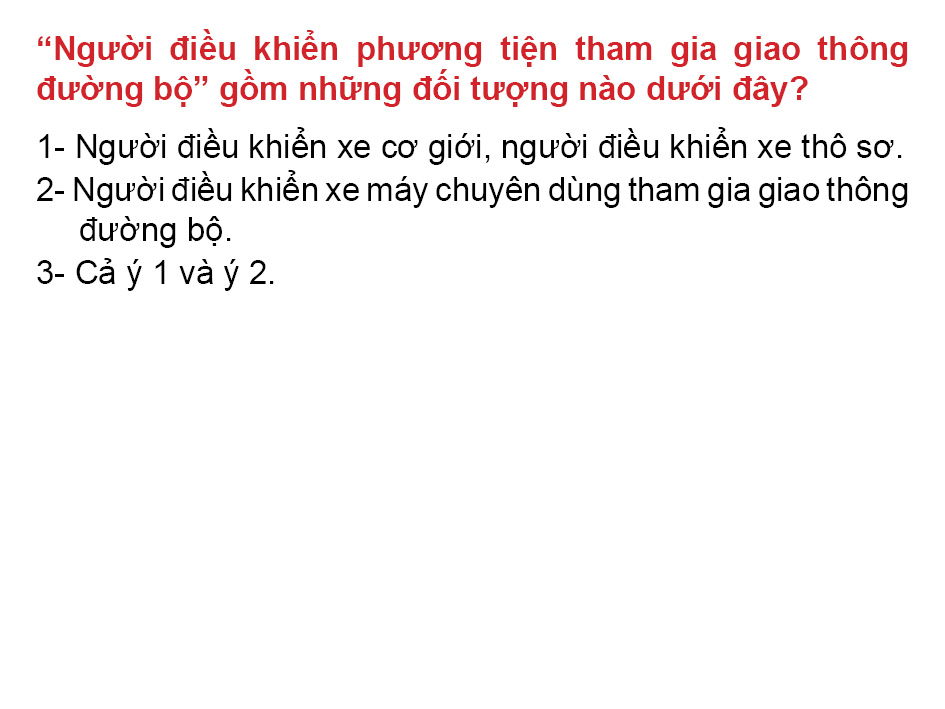 “Người điều khiển phương tiện tham gia giao thông
đường bộ” gồm những đối tượng nào dưới đây?
1- Người điều khiển xe cơ giới, người điều khiển xe thô sơ.
2- Người điều khiển xe máy chuyên dùng tham gia giao thông
đường bộ.
3- Cả ý 1 và ý 2.